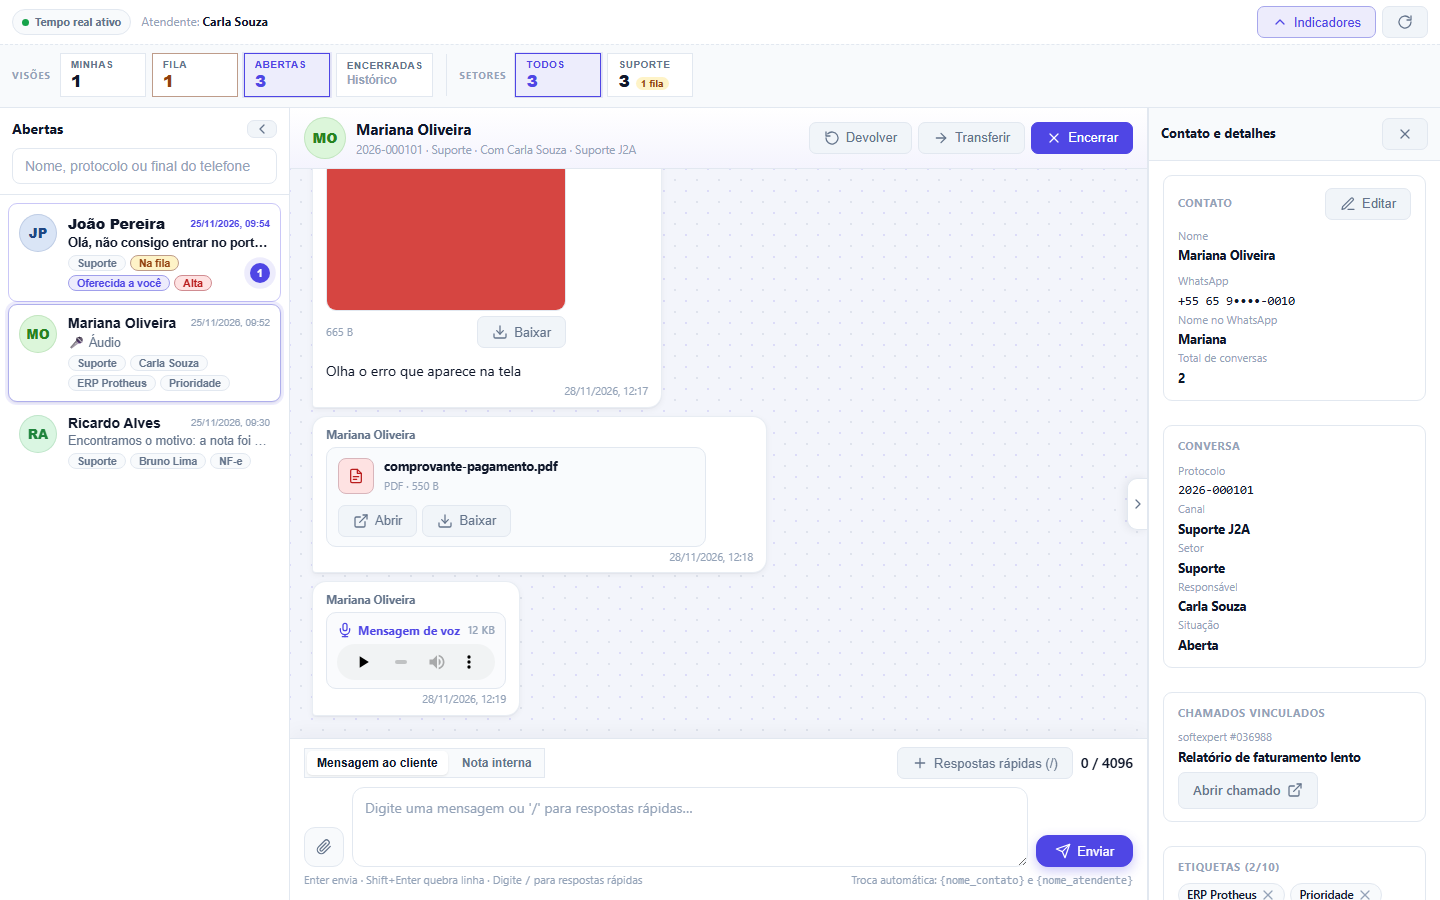 Tempo real ativo
Atendente: Carla Souza
Indicadores
VISÕES
MINHAS
1
FILA
1
ABERTAS
3
ENCERRADAS
Histórico
SETORES
TODOS
3
SUPORTE
3 1 fila
Abertas
Nome, protocolo ou final do telefone
JP
João Pereira 25/11/2026, 09:54
Olá, não consigo entrar no port...
Suporte Na fila
Oferecida a você Alta
1
MO
Mariana Oliveira 25/11/2026, 09:52
Áudio
Suporte Carla Souza
ERP Protheus Prioridade
RA
Ricardo Alves 25/11/2026, 09:30
Encontramos o motivo: a nota foi ...
Suporte Bruno Lima NF-e
MO
Mariana Oliveira
2026-000101 · Suporte · Com Carla Souza · Suporte J2A
Devolver
Transferir
Encerrar
665 B
Baixar
Olha o erro que aparece na tela
28/11/2026, 12:17
Mariana Oliveira
comprovante-pagamento.pdf
PDF · 550 B
Abrir
Baixar
28/11/2026, 12:18
Mariana Oliveira
Mensagem de voz 12 KB
28/11/2026, 12:19
Mensagem ao cliente
Nota interna
Respostas rápidas (/)
0 / 4096
Digite uma mensagem ou '/' para respostas rápidas...
Enviar
Enter envia · Shift+Enter quebra linha · Digite / para respostas rápidas
Troca automática: {nome_contato} e {nome_atendente}
Contato e detalhes
CONTATO
Editar
Nome
Mariana Oliveira
WhatsApp
+55 65 9••••-0010
Nome no WhatsApp
Mariana
Total de conversas
2
CONVERSA
Protocolo
2026-000101
Canal
Suporte J2A
Setor
Suporte
Responsável
Carla Souza
Situação
Aberta
CHAMADOS VINCULADOS
softexpert #036988
Relatório de faturamento lento
Abrir chamado
ETIQUETAS (2/10)
ERP Protheus
Prioridade